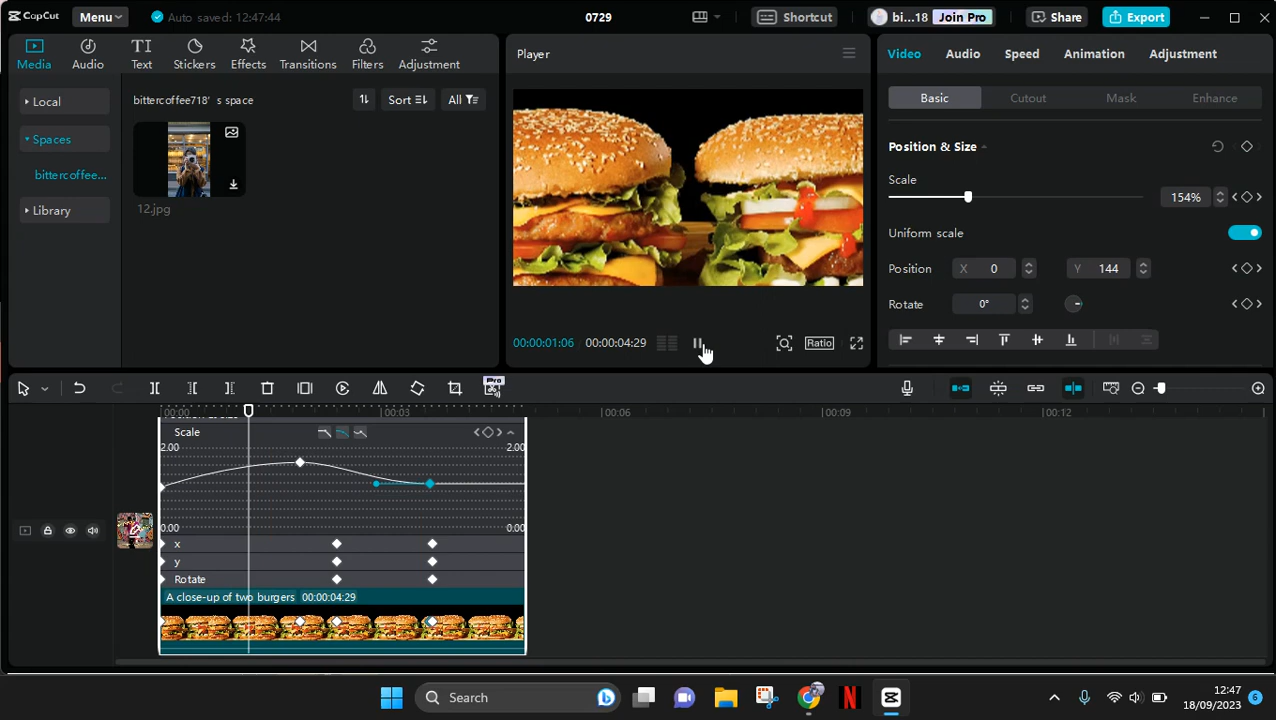 CapCut
Menu
Auto saved: 12:47:44
0729
Shortcut
bi...18
Join Pro
Share
Export
Media
Audio
Text
Stickers
Effects
Transitions
Filters
Adjustment
Player
Video
Audio
Speed
Animation
Adjustment
Local
Spaces
bittercoffee...
Library
bittercoffee718' s space
Sort
All
12.jpg
Basic
Cutout
Mask
Enhance
Position & Size
Scale
154%
Uniform scale
Position
X 0
Y 144
Rotate
0°
00:00:01:06
00:00:04:29
Ratio
Pro
00:00
00:03
00:06
00:09
00:12
Scale
2.00
2.00
0.00
0.00
x
y
Rotate
A close-up of two burgers 00:00:04:29
Search
N
12:47
18/09/2023
6